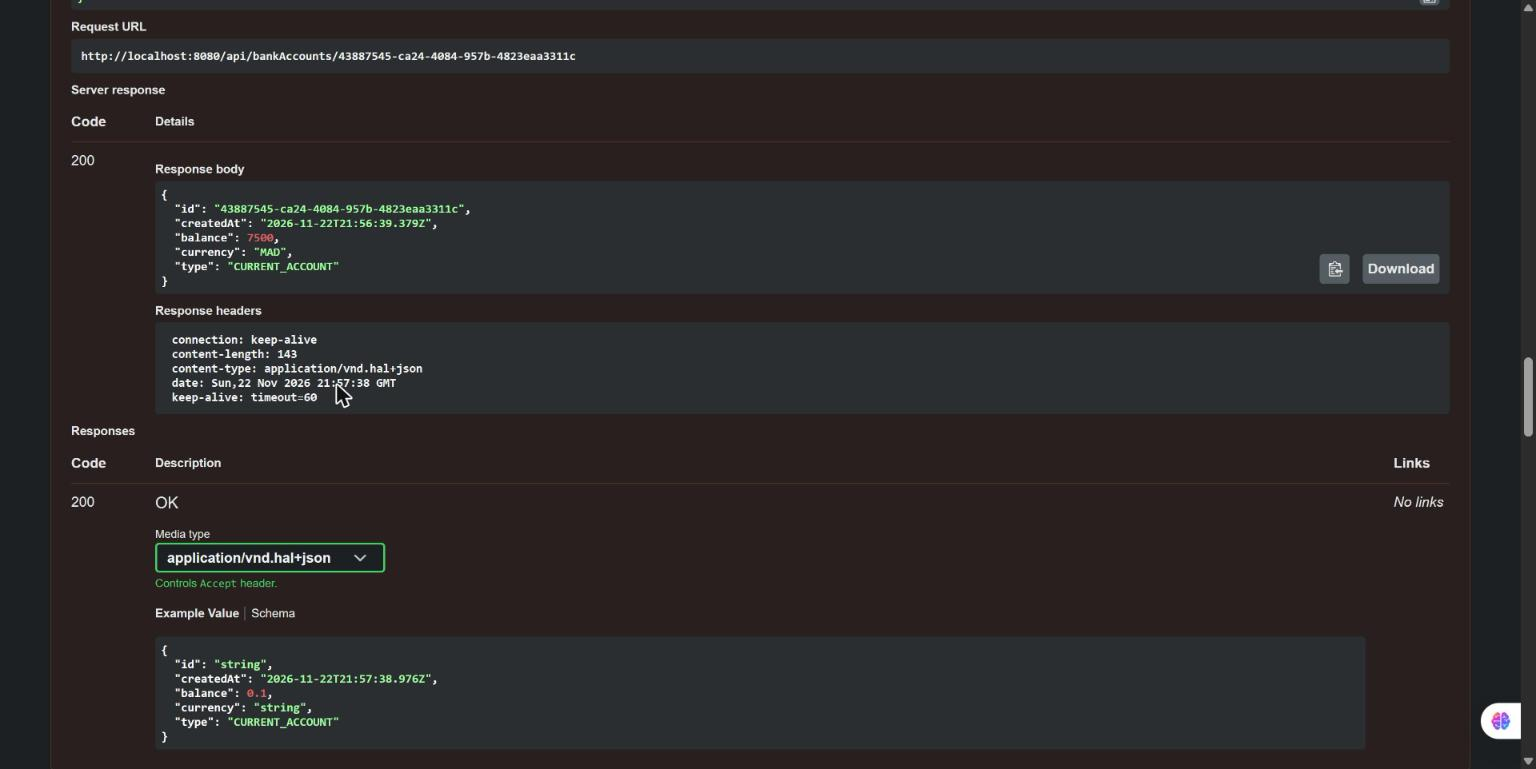 }
Request URL
http://localhost:8080/api/bankAccounts/43887545-ca24-4084-957b-4823eaa3311c
Server response
Code Details
200
Response body
{
"id": "43887545-ca24-4084-957b-4823eaa3311c",
"createdAt": "2026-11-22T21:56:39.379Z",
"balance": 7500,
"currency": "MAD",
"type": "CURRENT_ACCOUNT"
}
Download
Response headers
connection: keep-alive
content-length: 143
content-type: application/vnd.hal+json
date: Sun,22 Nov 2026 21:57:38 GMT
keep-alive: timeout=60
Responses
Code Description Links
200 OK No links
Media type
application/vnd.hal+json
Controls Accept header.
Example Value | Schema
{
"id": "string",
"createdAt": "2026-11-22T21:57:38.976Z",
"balance": 0.1,
"currency": "string",
"type": "CURRENT_ACCOUNT"
}